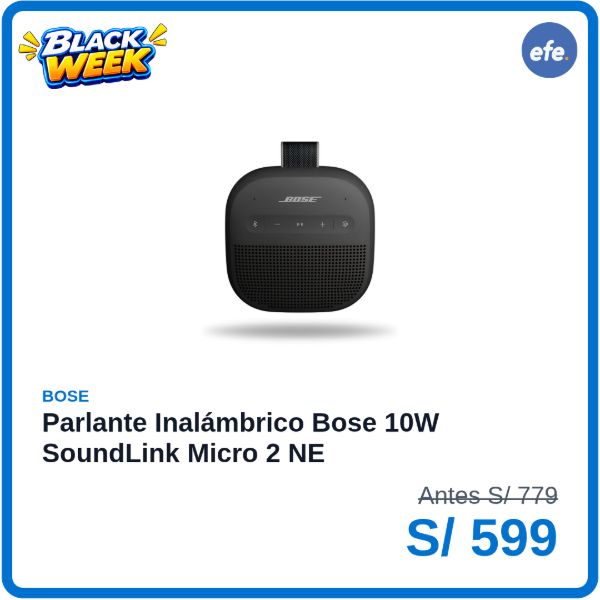 BLACK
WEEK
efe.
BOSE
BOSE
Parlante Inalámbrico Bose 10W
SoundLink Micro 2 NE
Antes S/ 779
S/ 599